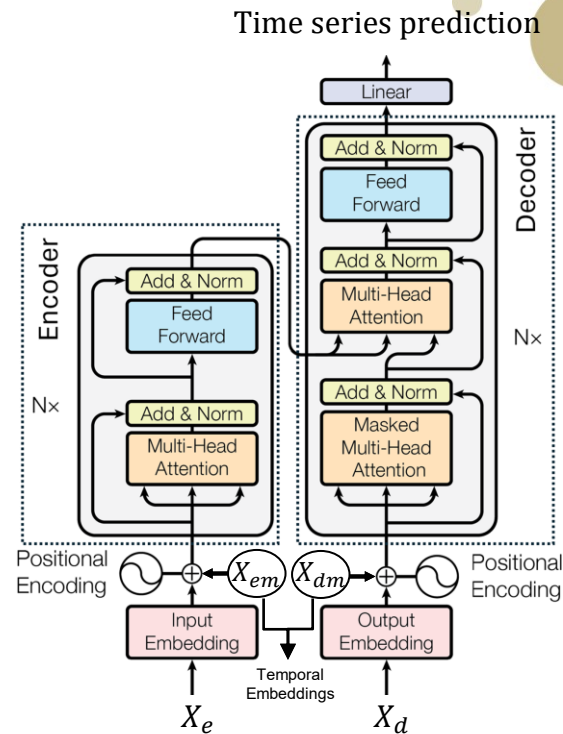 Time series prediction
Linear
Decoder
Add & Norm
Feed
Forward
Add & Norm
Multi-Head
Attention
N×
Add & Norm
Masked
Multi-Head
Attention
Encoder
Add & Norm
Feed
Forward
N×
Add & Norm
Multi-Head
Attention
Positional
Encoding
X_em
X_dm
Positional
Encoding
Input
Embedding
Output
Embedding
Temporal
Embeddings
X_e
X_d